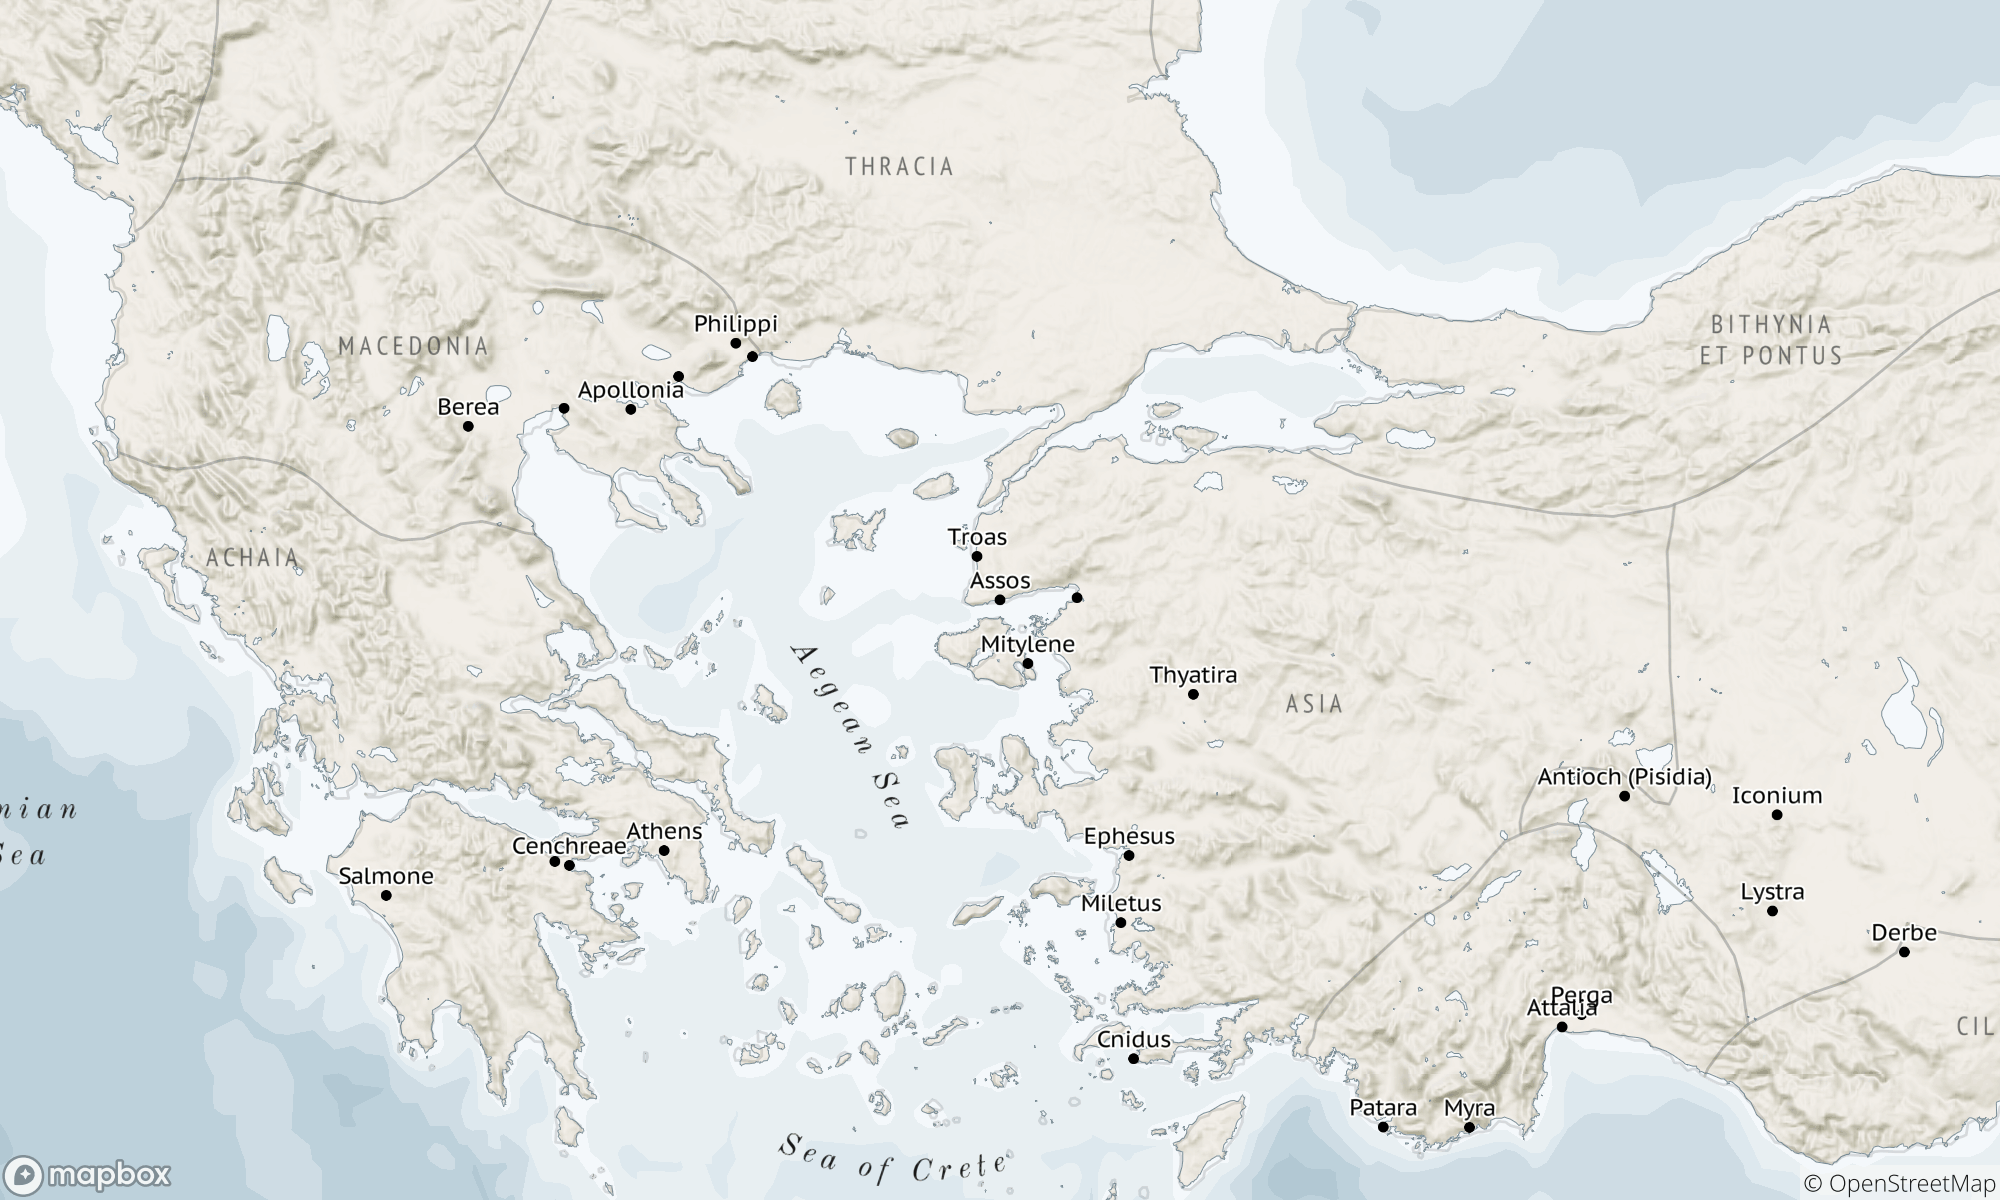 THRACIA
Philippi
MACEDONIA
BITHYNIA
ET PONTUS
Apollonia
Berea
Troas
ACHAIA
Assos
Mitylene
Thyatira
ASIA
Aegean Sea
Antioch (Pisidia)
Iconium
nian
Sea
Athens
Ephesus
Cenchreae
Salmone
Lystra
Miletus
Derbe
Perga
Attalia
CIL
Cnidus
Patara
Myra
Sea of Crete
mapbox
© OpenStreetMap